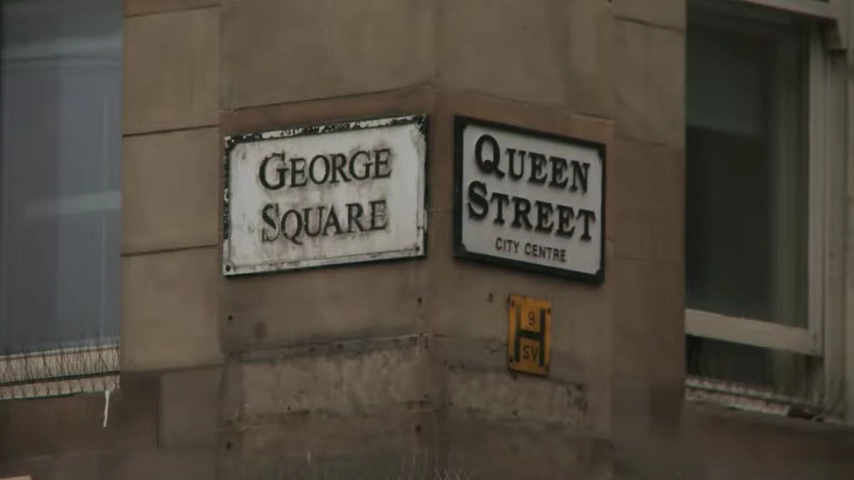 George
Square
Queen
Street
CITY CENTRE
9
H
SV